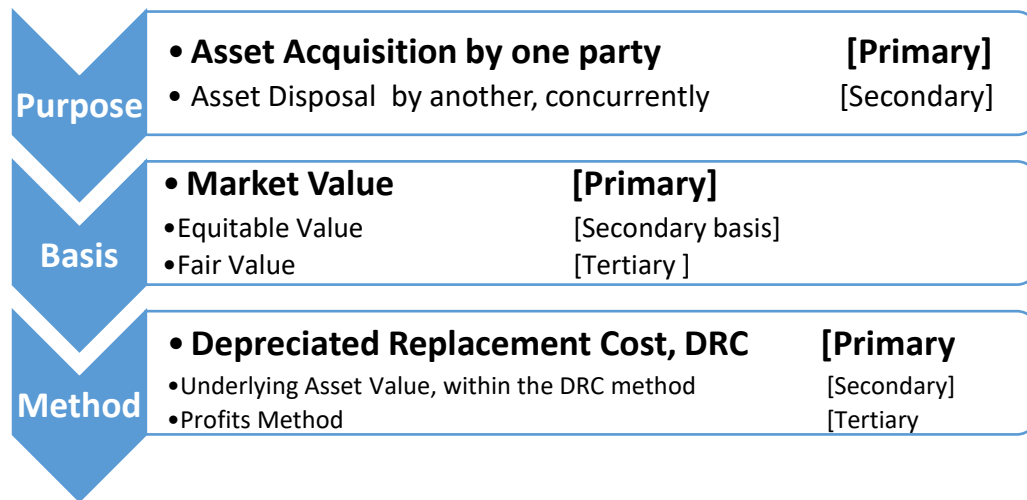 Purpose
• Asset Acquisition by one party [Primary]
• Asset Disposal by another, concurrently [Secondary]
Basis
• Market Value [Primary]
•Equitable Value [Secondary basis]
•Fair Value [Tertiary ]
Method
• Depreciated Replacement Cost, DRC [Primary
•Underlying Asset Value, within the DRC method [Secondary]
•Profits Method [Tertiary